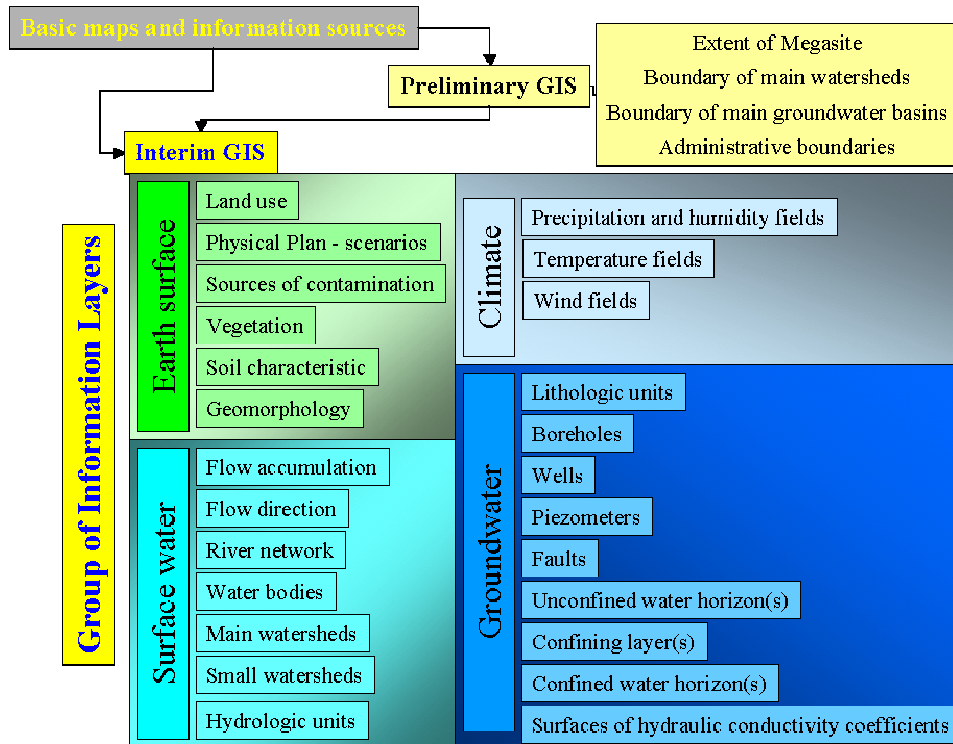 Basic maps and information sources
Preliminary GIS
Extent of Megasite
Boundary of main watersheds
Boundary of main groundwater basins
Administrative boundaries
Interim GIS
Group of Information Layers
Earth surface
Land use
Physical Plan - scenarios
Sources of contamination
Vegetation
Soil characteristic
Geomorphology
Climate
Precipitation and humidity fields
Temperature fields
Wind fields
Surface water
Flow accumulation
Flow direction
River network
Water bodies
Main watersheds
Small watersheds
Hydrologic units
Groundwater
Lithologic units
Boreholes
Wells
Piezometers
Faults
Unconfined water horizon(s)
Confining layer(s)
Confined water horizon(s)
Surfaces of hydraulic conductivity coefficients